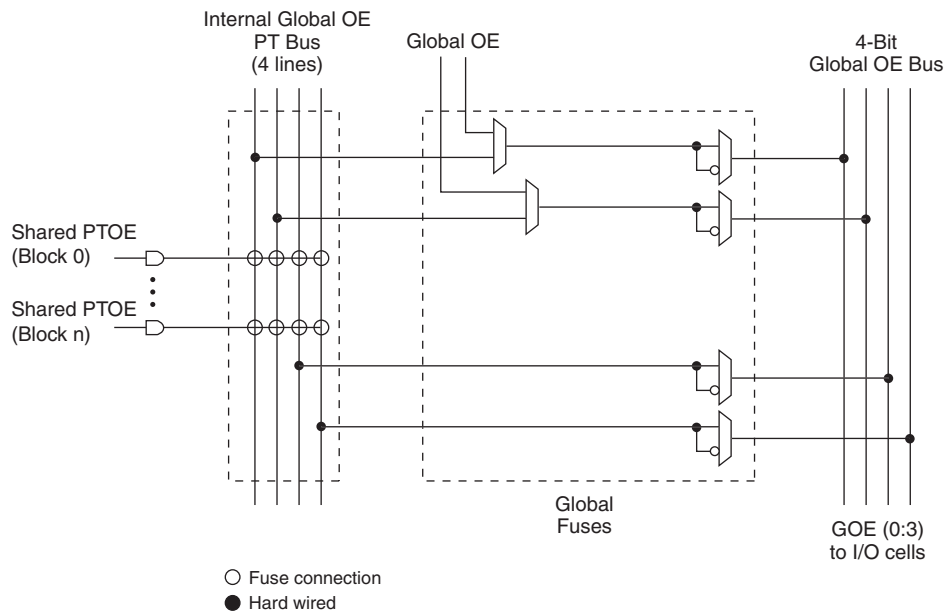 Internal Global OE
PT Bus
(4 lines)
Global OE
4-Bit
Global OE Bus
Shared PTOE
(Block 0)
Shared PTOE
(Block n)
Global
Fuses
GOE (0:3)
to I/O cells
Fuse connection
Hard wired